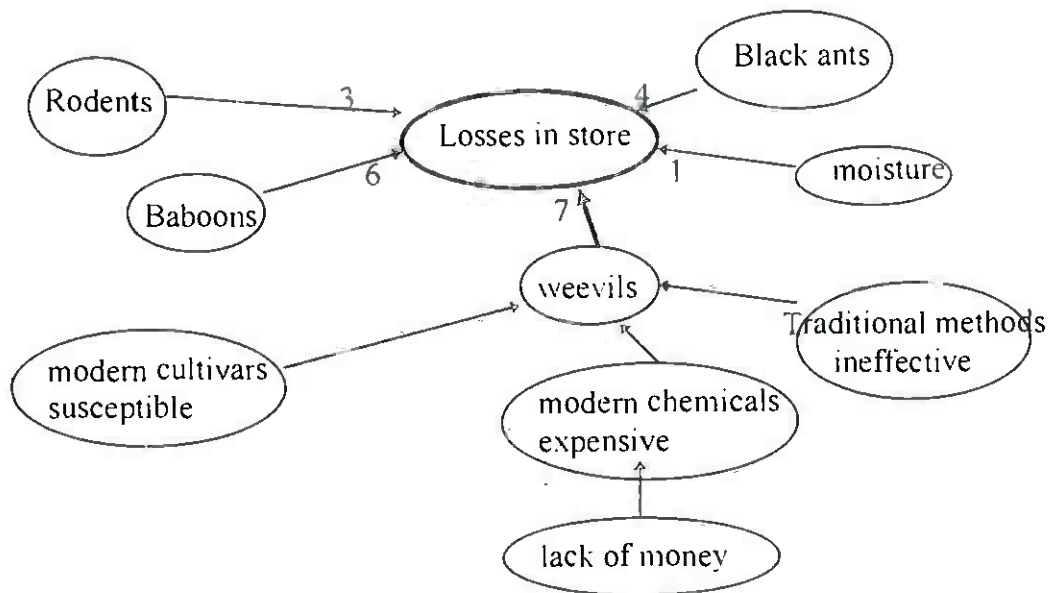 Black ants
Rodents
3
4
Losses in store
6
1
moisture
Baboons
7
weevils
Traditional methods
ineffective
modern cultivars
susceptible
modern chemicals
expensive
lack of money